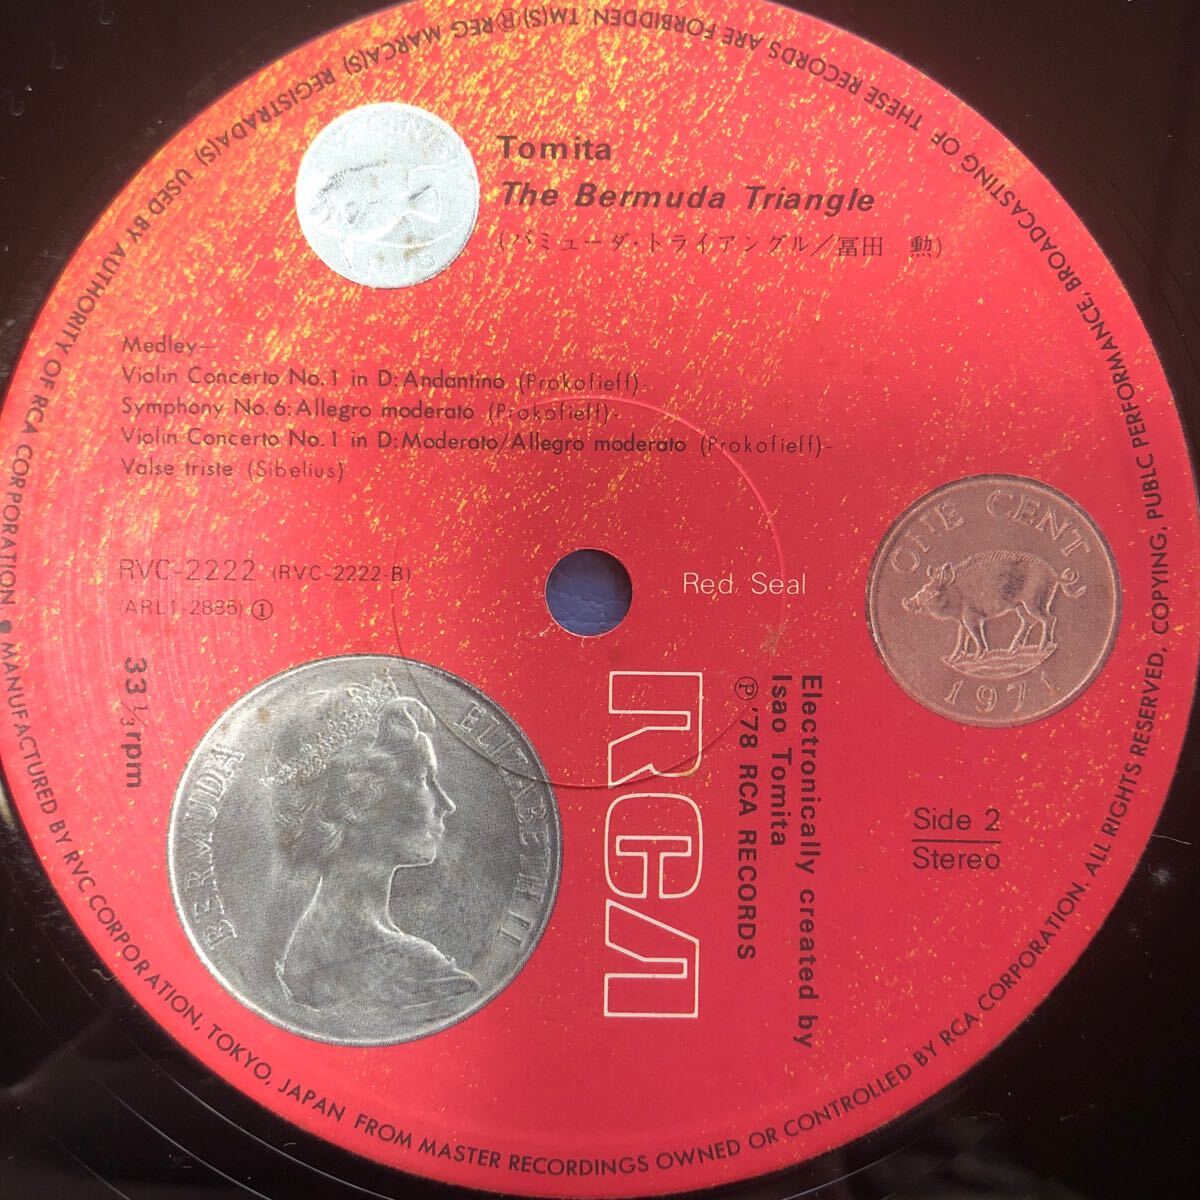 Tomita
The Bermuda Triangle
(バミューダ・トライアングル/冨田 勲)
Medley—
Violin Concerto No.1 in D:Andantino (Prokofieff)-
Symphony No.6:Allegro moderato (Prokofieff)-
Violin Concerto No.1 in D:Moderato/Allegro moderato (Prokofieff)-
Valse triste (Sibelius)
RVC-2222 (RVC-2222-B)
(ARL1-2885)①
33 1/3 rpm
Red Seal
RCA
Electronically created by
Isao Tomita
Ⓟ '78 RCA RECORDS
Side 2
Stereo
ONE CENT
1971
BERMUDA
ELIZABETH II
TM(S) ® REG. MARCA(S) REGISTRADA(S) USED BY AUTHORITY OF RCA CORPORATION. ● MANUFACTURED BY RVC CORPORATION, TOKYO, JAPAN FROM MASTER RECORDINGS OWNED OR CONTROLLED BY RCA CORPORATION. ALL RIGHTS RESERVED, COPYING, PUBLC PERFORMANCE, BROADCASTING OF THESE RECORDS ARE FORBIDDEN.